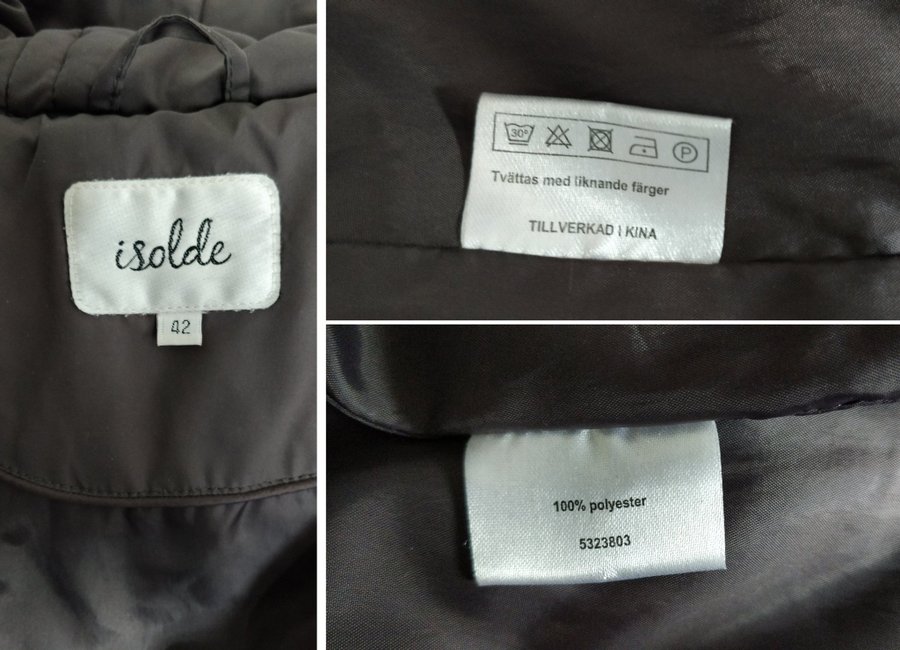 isolde
42
30°
P
Tvättas med liknande färger
TILLVERKAD I KINA
100% polyester
5323803